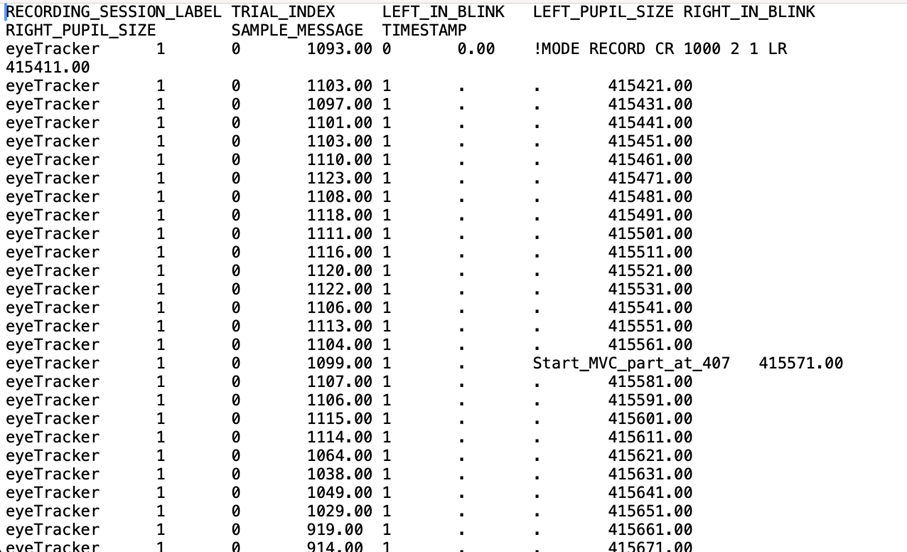 RECORDING_SESSION_LABEL TRIAL_INDEX LEFT_IN_BLINK LEFT_PUPIL_SIZE RIGHT_IN_BLINK
RIGHT_PUPIL_SIZE SAMPLE_MESSAGE TIMESTAMP
eyeTracker 1 0 1093.00 0 0.00 !MODE RECORD CR 1000 2 1 LR
415411.00
eyeTracker 1 0 1103.00 1 . . 415421.00
eyeTracker 1 0 1097.00 1 . . 415431.00
eyeTracker 1 0 1101.00 1 . . 415441.00
eyeTracker 1 0 1103.00 1 . . 415451.00
eyeTracker 1 0 1110.00 1 . . 415461.00
eyeTracker 1 0 1123.00 1 . . 415471.00
eyeTracker 1 0 1108.00 1 . . 415481.00
eyeTracker 1 0 1118.00 1 . . 415491.00
eyeTracker 1 0 1111.00 1 . . 415501.00
eyeTracker 1 0 1116.00 1 . . 415511.00
eyeTracker 1 0 1120.00 1 . . 415521.00
eyeTracker 1 0 1122.00 1 . . 415531.00
eyeTracker 1 0 1106.00 1 . . 415541.00
eyeTracker 1 0 1113.00 1 . . 415551.00
eyeTracker 1 0 1104.00 1 . . 415561.00
eyeTracker 1 0 1099.00 1 . Start_MVC_part_at_407 415571.00
eyeTracker 1 0 1107.00 1 . . 415581.00
eyeTracker 1 0 1106.00 1 . . 415591.00
eyeTracker 1 0 1115.00 1 . . 415601.00
eyeTracker 1 0 1114.00 1 . . 415611.00
eyeTracker 1 0 1064.00 1 . . 415621.00
eyeTracker 1 0 1038.00 1 . . 415631.00
eyeTracker 1 0 1049.00 1 . . 415641.00
eyeTracker 1 0 1029.00 1 . . 415651.00
eyeTracker 1 0 919.00 1 . . 415661.00
eyeTracker 1 0 914.00 1 . . 415671.00